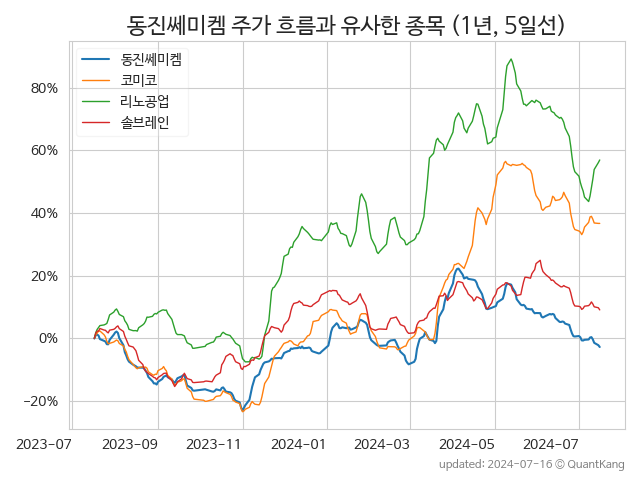 동진쎄미켐 주가 흐름과 유사한 종목 (1년, 5일선)
동진쎄미켐
코미코
리노공업
솔브레인
80%
60%
40%
20%
0%
−20%
2023-07 2023-09 2023-11 2024-01 2024-03 2024-05 2024-07
updated: 2024-07-16 © QuantKang